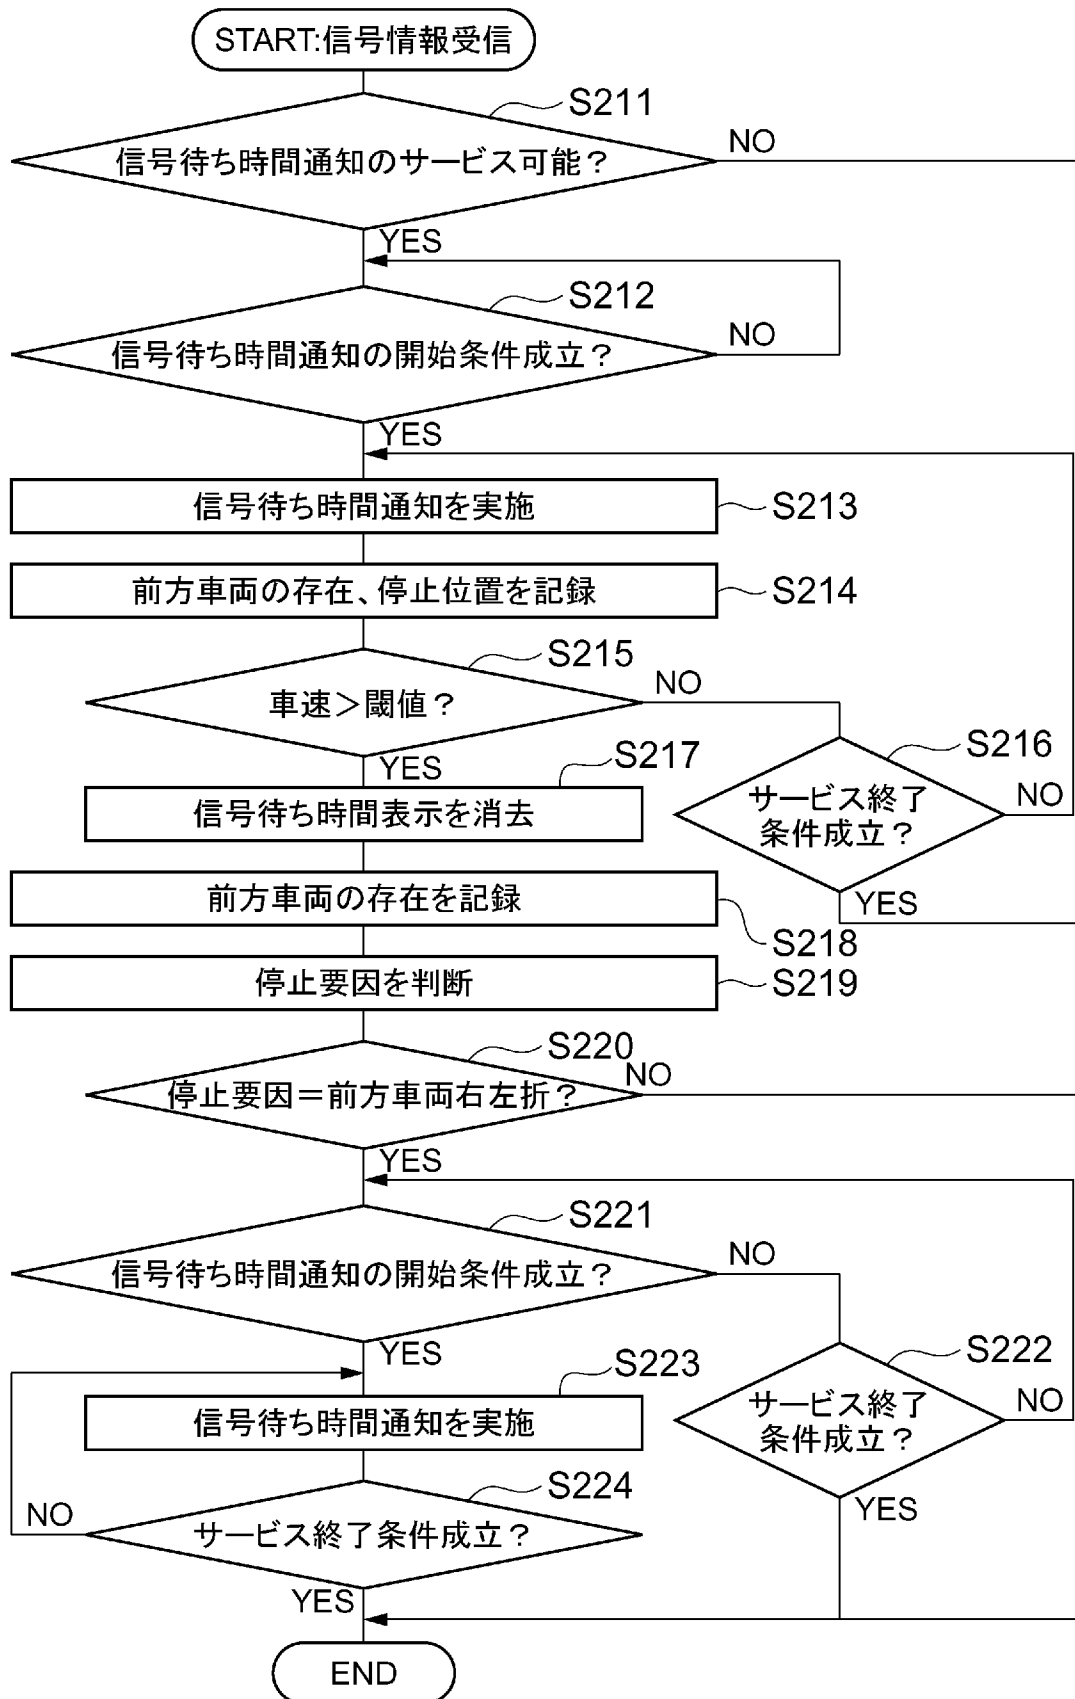 START:信号情報受信
S211
信号待ち時間通知のサービス可能？
NO
YES
S212
信号待ち時間通知の開始条件成立？
NO
YES
信号待ち時間通知を実施
S213
前方車両の存在、停止位置を記録
S214
S215
車速＞閾値？
NO
YES
S216
サービス終了
条件成立？
NO
YES
S217
信号待ち時間表示を消去
前方車両の存在を記録
S218
停止要因を判断
S219
S220
停止要因＝前方車両右左折？
NO
YES
S221
信号待ち時間通知の開始条件成立？
NO
YES
S222
サービス終了
条件成立？
NO
YES
S223
信号待ち時間通知を実施
S224
サービス終了条件成立？
NO
YES
END